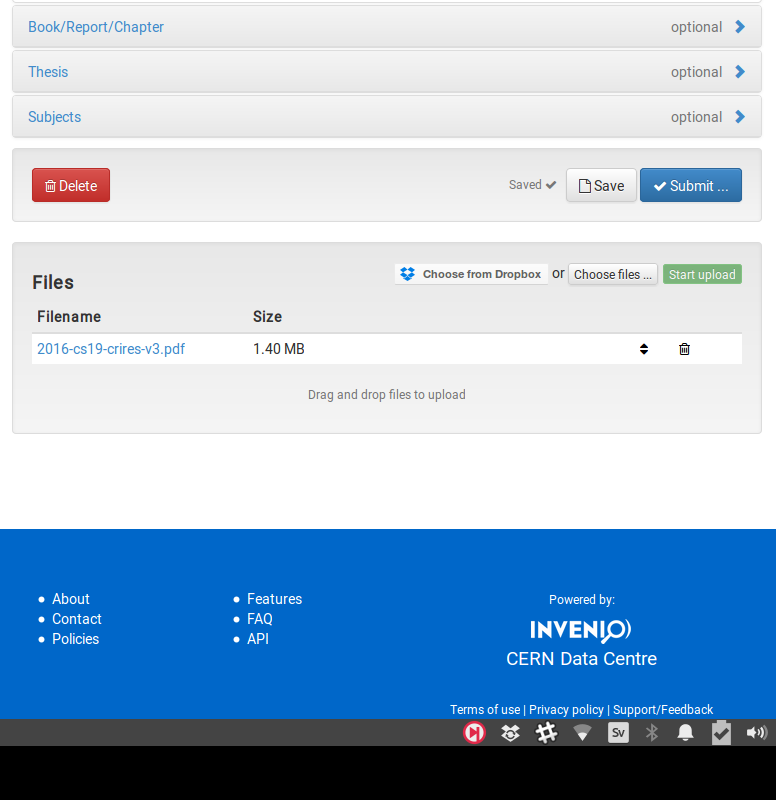 Book/Report/Chapter optional
Thesis optional
Subjects optional
Delete Saved Save Submit ...
Files Choose from Dropbox or Choose files ... Start upload
Filename Size
2016-cs19-crires-v3.pdf 1.40 MB
Drag and drop files to upload
About Features Powered by:
Contact FAQ INVENIO
Policies API CERN Data Centre
Terms of use | Privacy policy | Support/Feedback
Sv